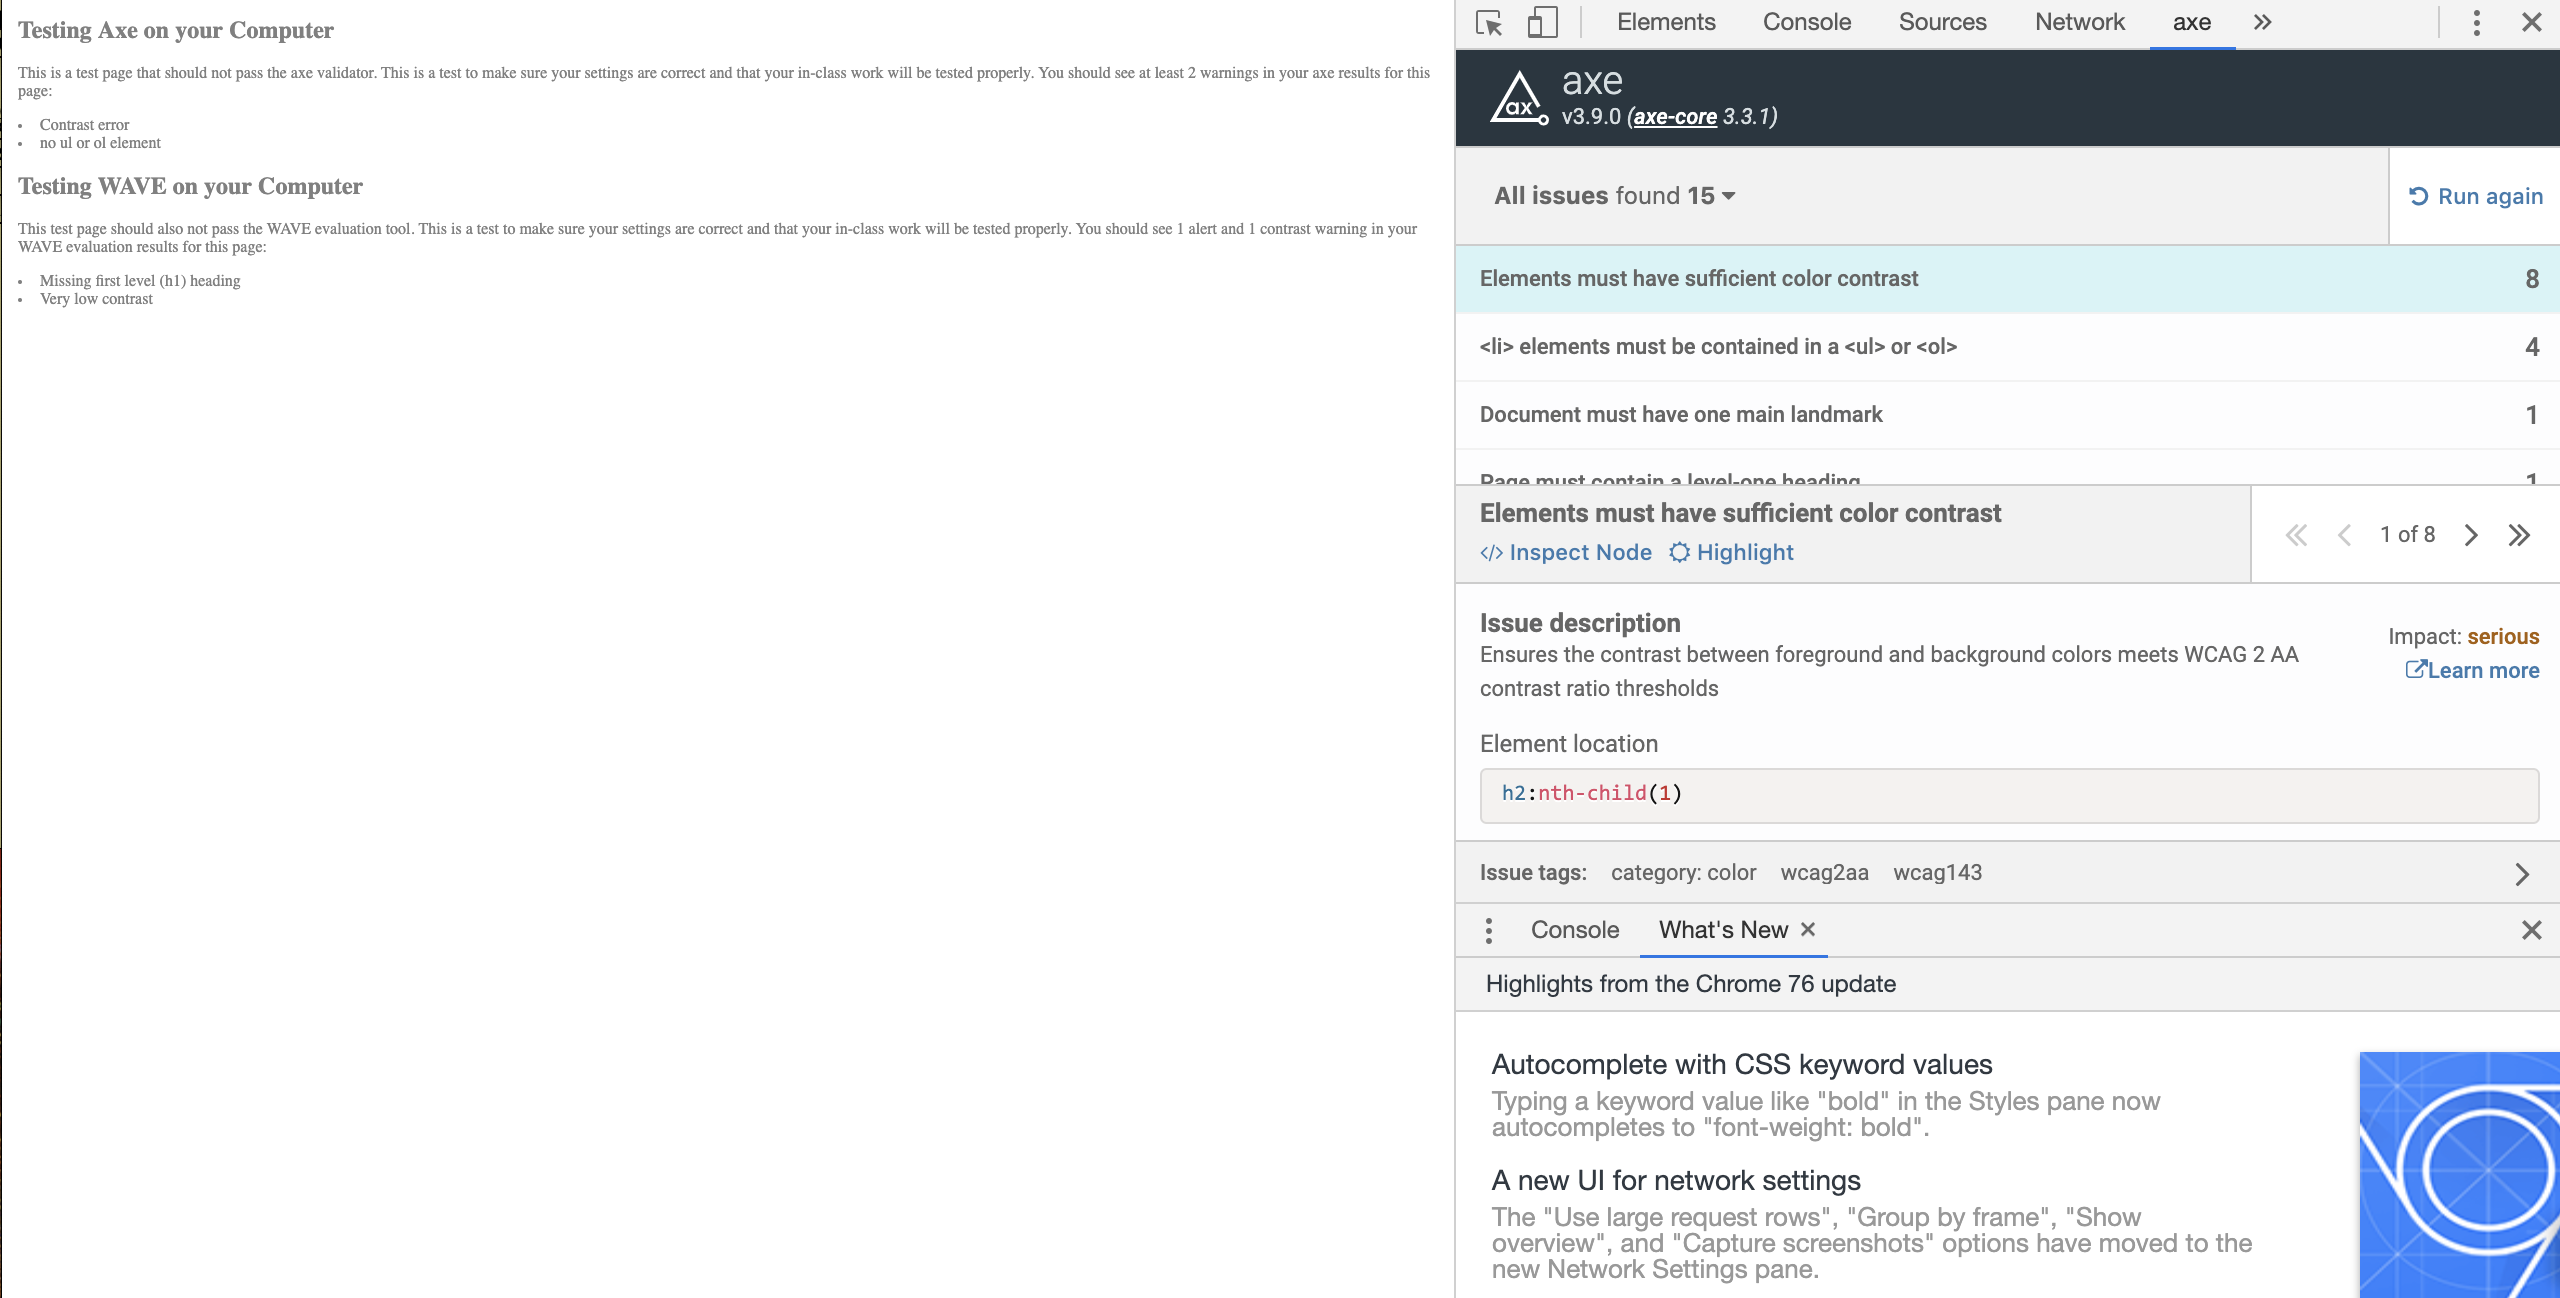 Testing Axe on your Computer
This is a test page that should not pass the axe validator. This is a test to make sure your settings are correct and that your in-class work will be tested properly. You should see at least 2 warnings in your axe results for this
page:
• Contrast error
• no ul or ol element
Testing WAVE on your Computer
This test page should also not pass the WAVE evaluation tool. This is a test to make sure your settings are correct and that your in-class work will be tested properly. You should see 1 alert and 1 contrast warning in your
WAVE evaluation results for this page:
• Missing first level (h1) heading
• Very low contrast
Elements Console Sources Network axe
ax
axe
v3.9.0 (axe-core 3.3.1)
All issues found 15
Run again
Elements must have sufficient color contrast 8
<li> elements must be contained in a <ul> or <ol> 4
Document must have one main landmark 1
Page must contain a level-one heading 1
Elements must have sufficient color contrast
</> Inspect Node Highlight
1 of 8
Issue description
Ensures the contrast between foreground and background colors meets WCAG 2 AA
contrast ratio thresholds
Impact: serious
Learn more
Element location
h2:nth-child(1)
Issue tags: category: color wcag2aa wcag143
Console What's New
Highlights from the Chrome 76 update
Autocomplete with CSS keyword values
Typing a keyword value like "bold" in the Styles pane now
autocompletes to "font-weight: bold".
A new UI for network settings
The "Use large request rows", "Group by frame", "Show
overview", and "Capture screenshots" options have moved to the
new Network Settings pane.